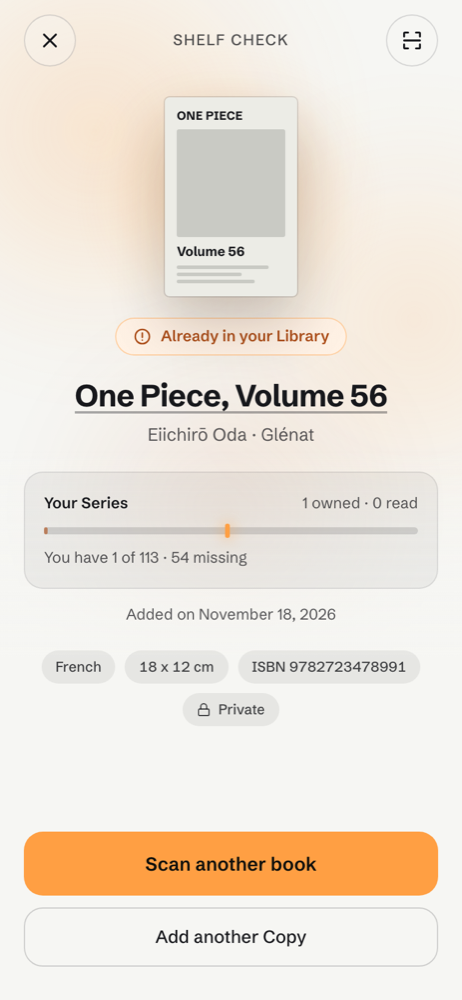 SHELF CHECK
ONE PIECE
Volume 56
Already in your Library
One Piece, Volume 56
Eiichirō Oda · Glénat
Your Series
1 owned · 0 read
You have 1 of 113 · 54 missing
Added on November 18, 2026
French
18 x 12 cm
ISBN 9782723478991
Private
Scan another book
Add another Copy